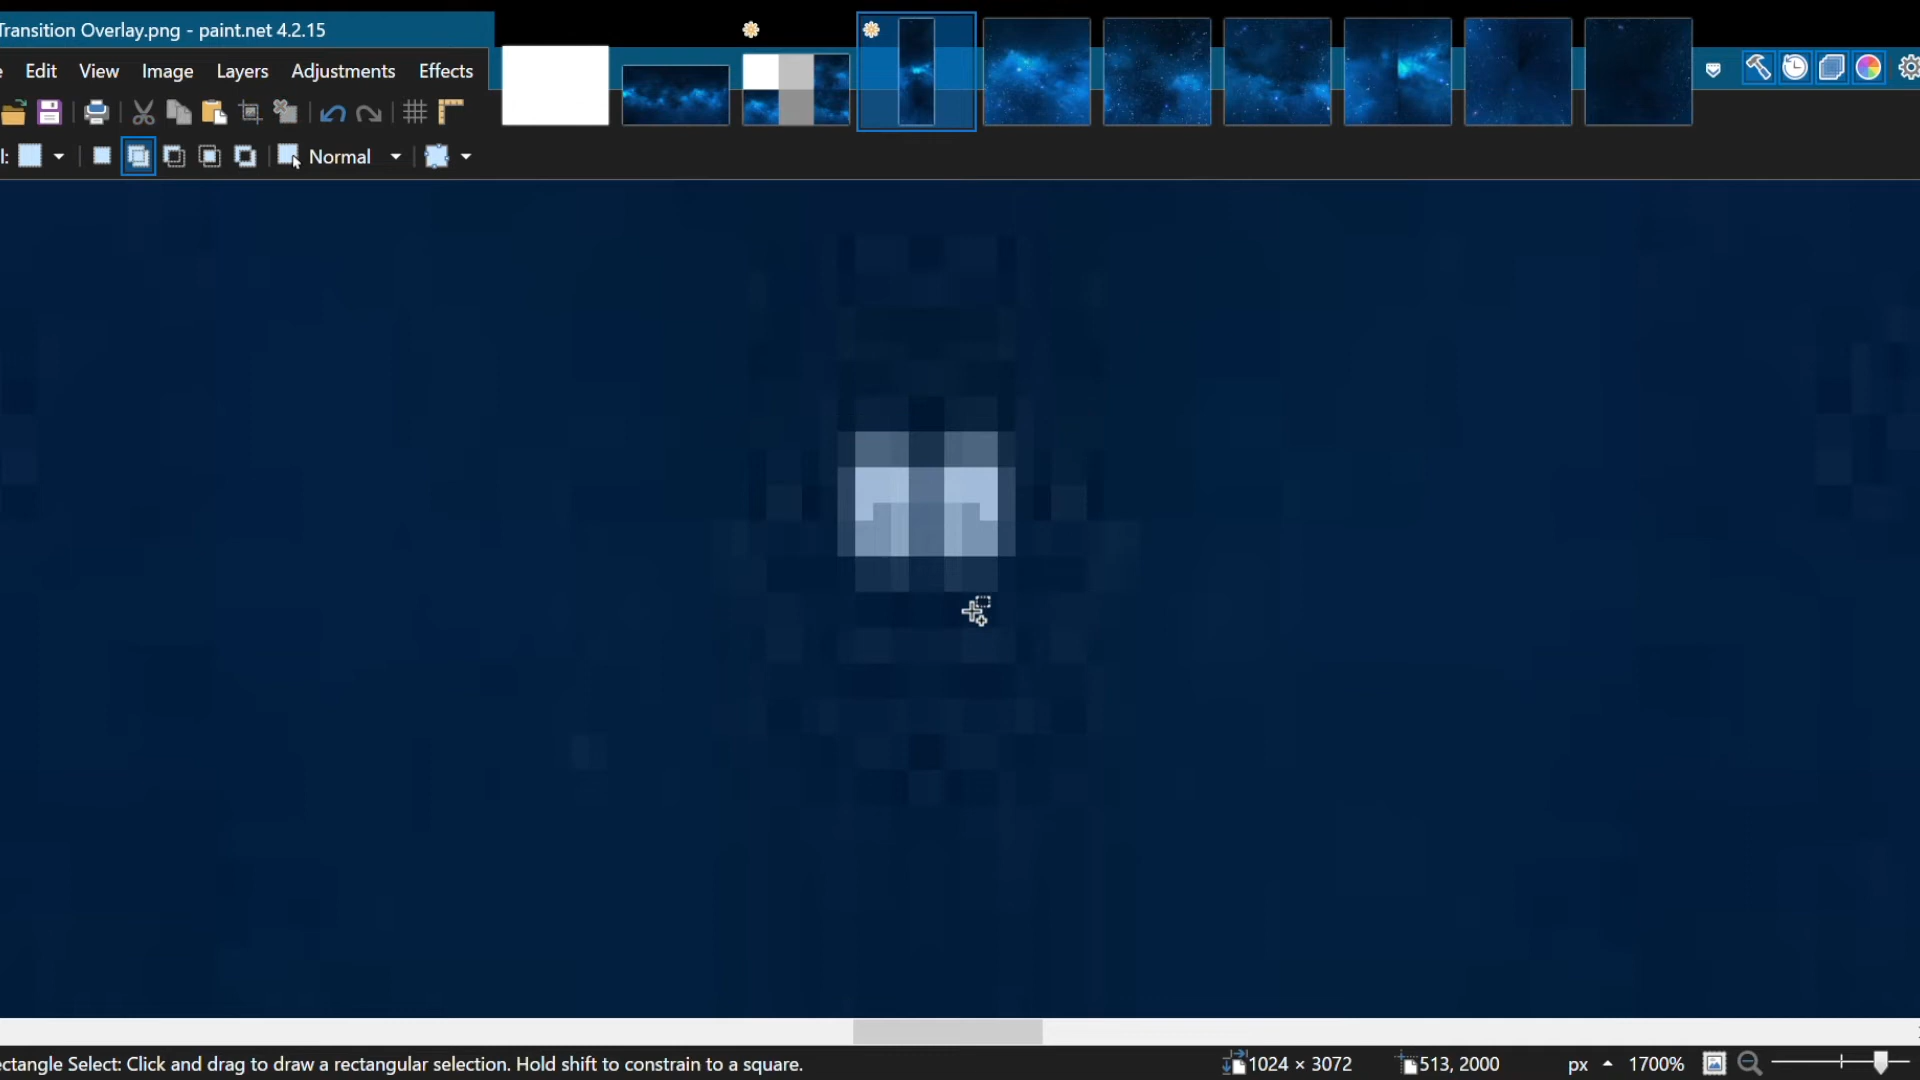 Transition Overlay.png - paint.net 4.2.15
Edit View Image Layers Adjustments Effects
Normal
Rectangle Select: Click and drag to draw a rectangular selection. Hold shift to constrain to a square.
1024 × 3072
513, 2000
px
1700%